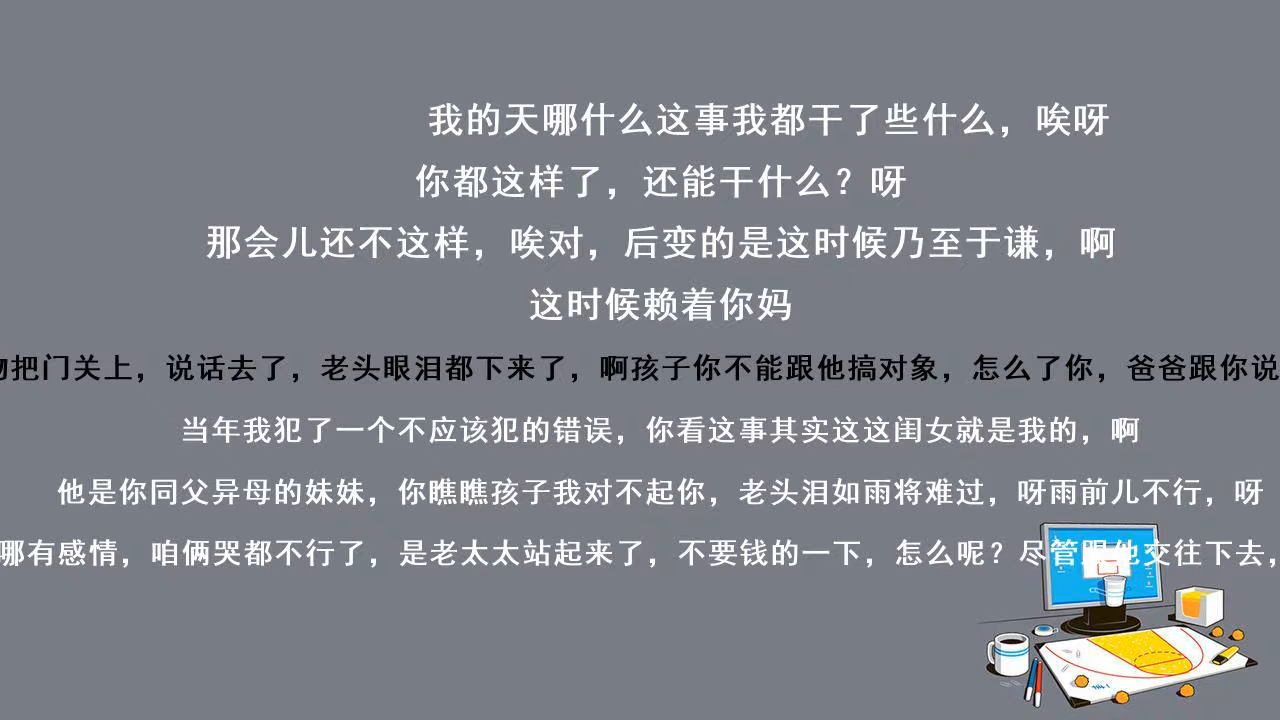 我的天哪什么这事我都干了些什么，唉呀
你都这样了，还能干什么？呀
那会儿还不这样，唉对，后变的是这时候乃至于谦，啊
这时候赖着你妈
把门关上，说话去了，老头眼泪都下来了，啊孩子你不能跟他搞对象，怎么了你，爸爸跟你说
当年我犯了一个不应该犯的错误，你看这事其实这这闺女就是我的，啊
他是你同父异母的妹妹，你瞧瞧孩子我对不起你，老头泪如雨将难过，呀雨前儿不行，呀
哪有感情，咱俩哭都不行了，是老太太站起来了，不要钱的一下，怎么呢？尽管跟他交往下去，